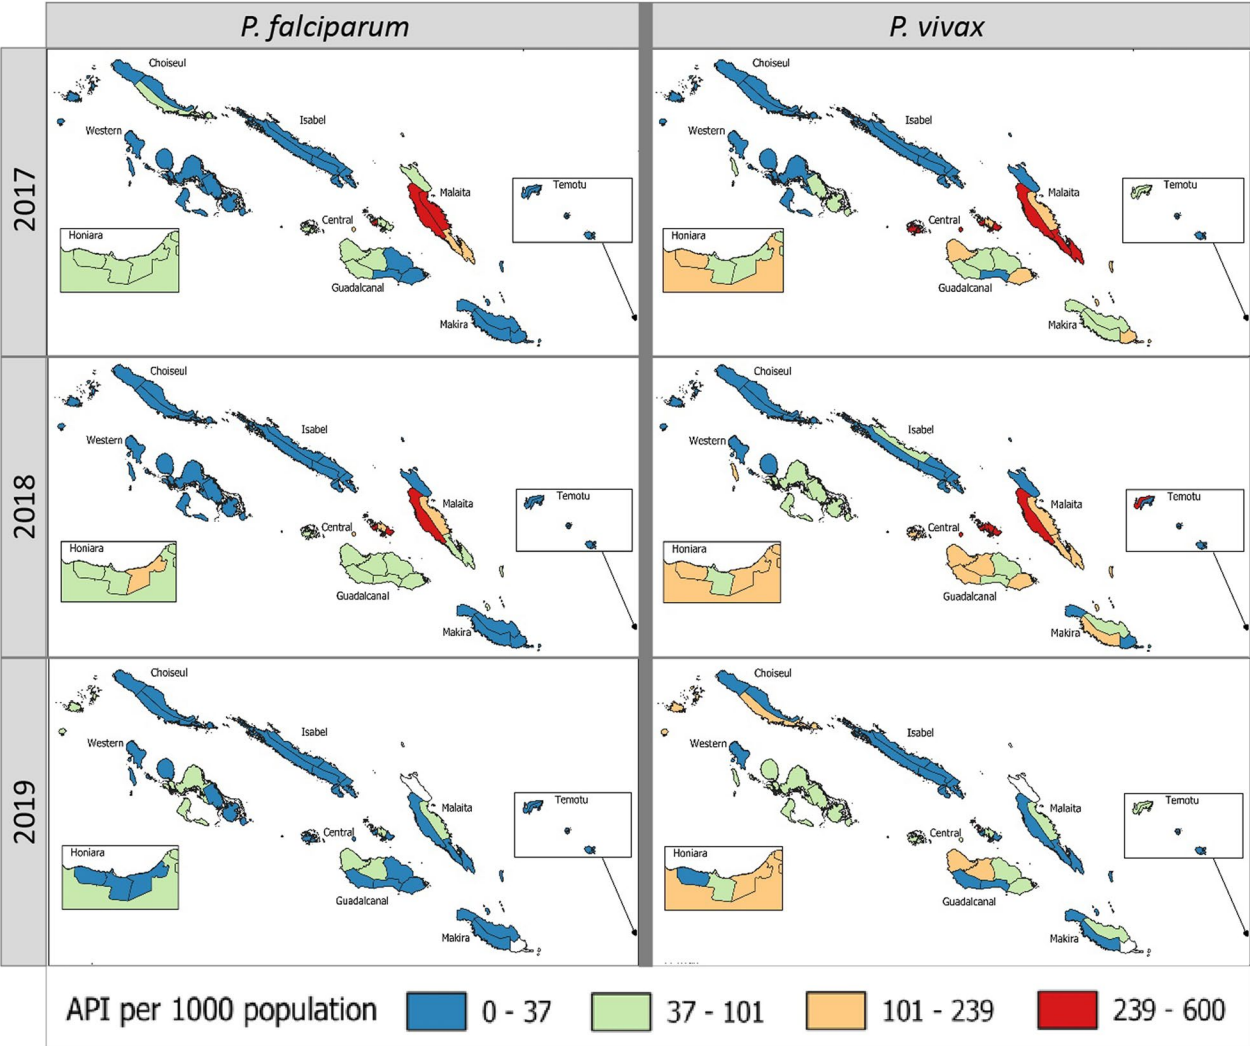 P. falciparum
P. vivax
2017
Choiseul
Western
Isabel
Malaita
Central
Honiara
Guadalcanal
Makira
Temotu
Choiseul
Western
Isabel
Malaita
Central
Honiara
Guadalcanal
Makira
Temotu
2018
Choiseul
Western
Isabel
Malaita
Central
Honiara
Guadalcanal
Makira
Temotu
Choiseul
Western
Isabel
Malaita
Central
Honiara
Guadalcanal
Makira
Temotu
2019
Choiseul
Western
Isabel
Malaita
Central
Honiara
Guadalcanal
Makira
Temotu
Choiseul
Western
Isabel
Malaita
Central
Honiara
Guadalcanal
Makira
Temotu
API per 1000 population
0 - 37
37 - 101
101 - 239
239 - 600